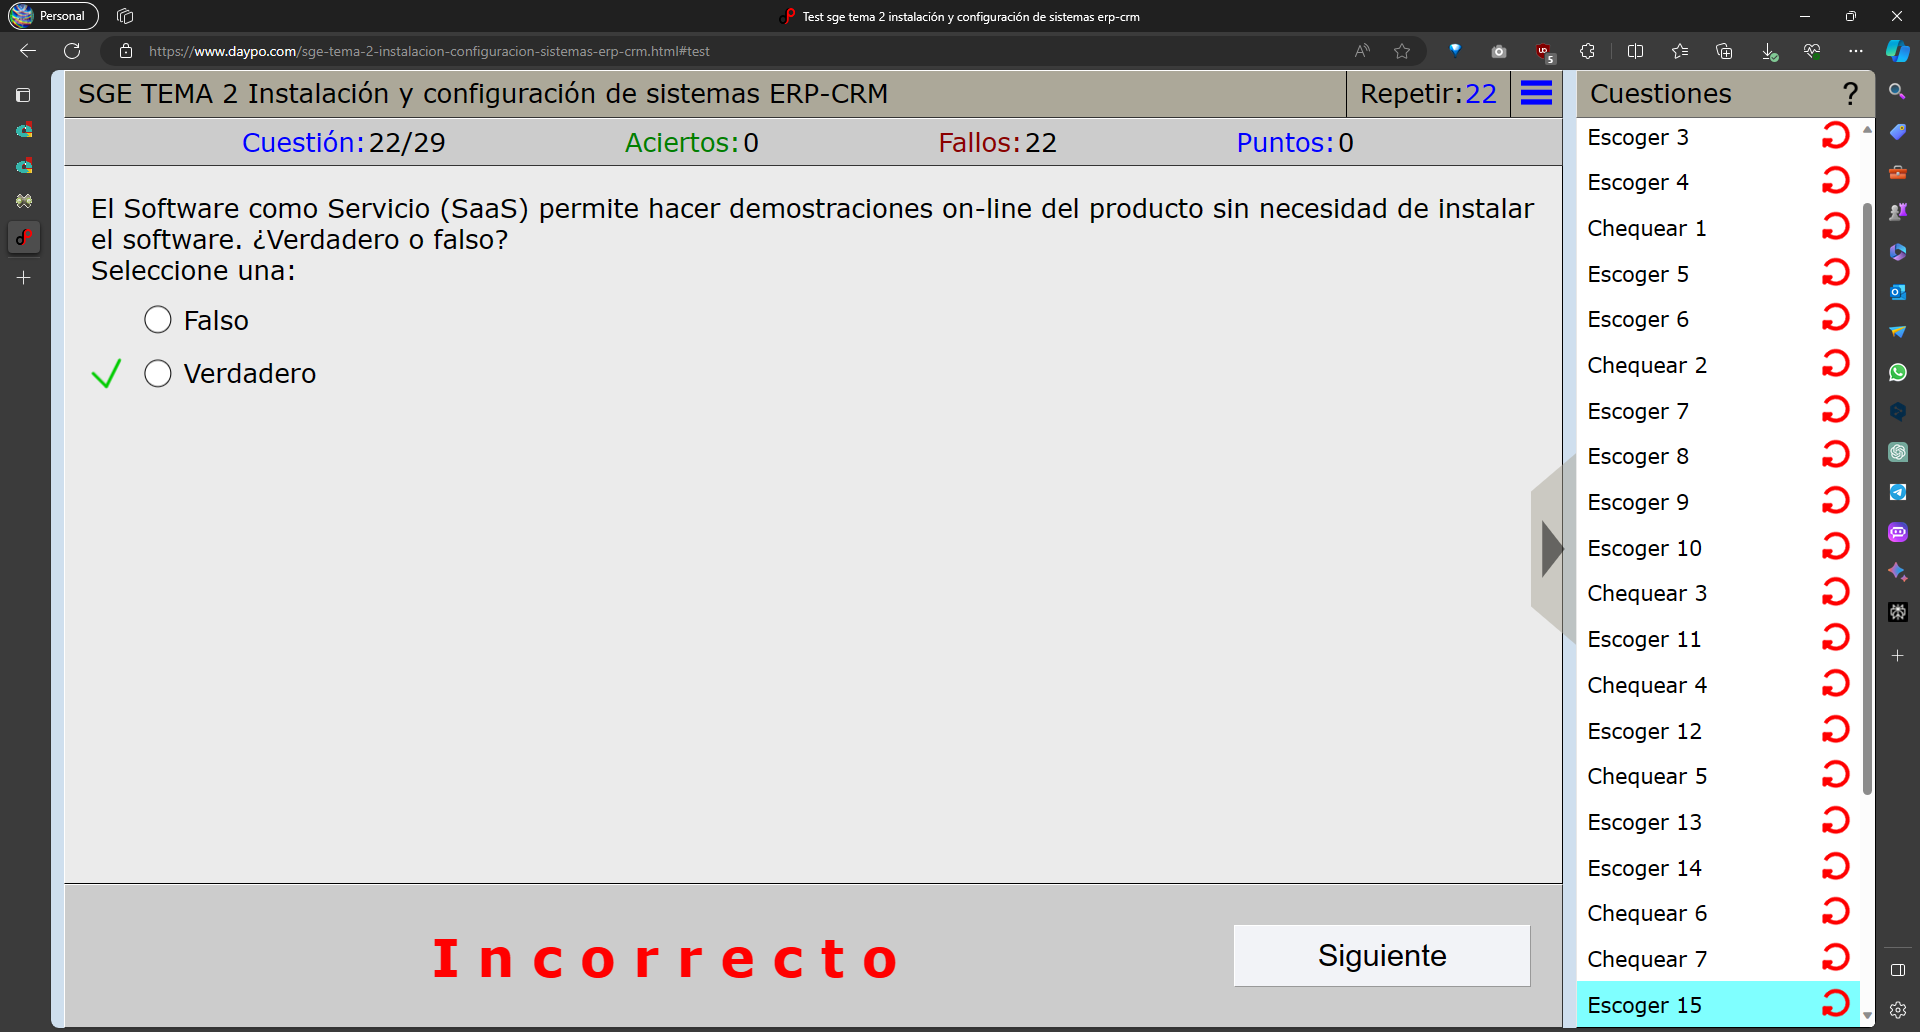 Personal
Test sge tema 2 instalación y configuración de sistemas erp-crm
https://www.daypo.com/sge-tema-2-instalacion-configuracion-sistemas-erp-crm.html#test
5
SGE TEMA 2 Instalación y configuración de sistemas ERP-CRM
Repetir:22
Cuestión:22/29
Aciertos:0
Fallos:22
Puntos:0
El Software como Servicio (SaaS) permite hacer demostraciones on-line del producto sin necesidad de instalar
el software. ¿Verdadero o falso?
Seleccione una:
Falso
Verdadero
Incorrecto
Siguiente
Cuestiones ?
Escoger 3
Escoger 4
Chequear 1
Escoger 5
Escoger 6
Chequear 2
Escoger 7
Escoger 8
Escoger 9
Escoger 10
Chequear 3
Escoger 11
Chequear 4
Escoger 12
Chequear 5
Escoger 13
Escoger 14
Chequear 6
Chequear 7
Escoger 15